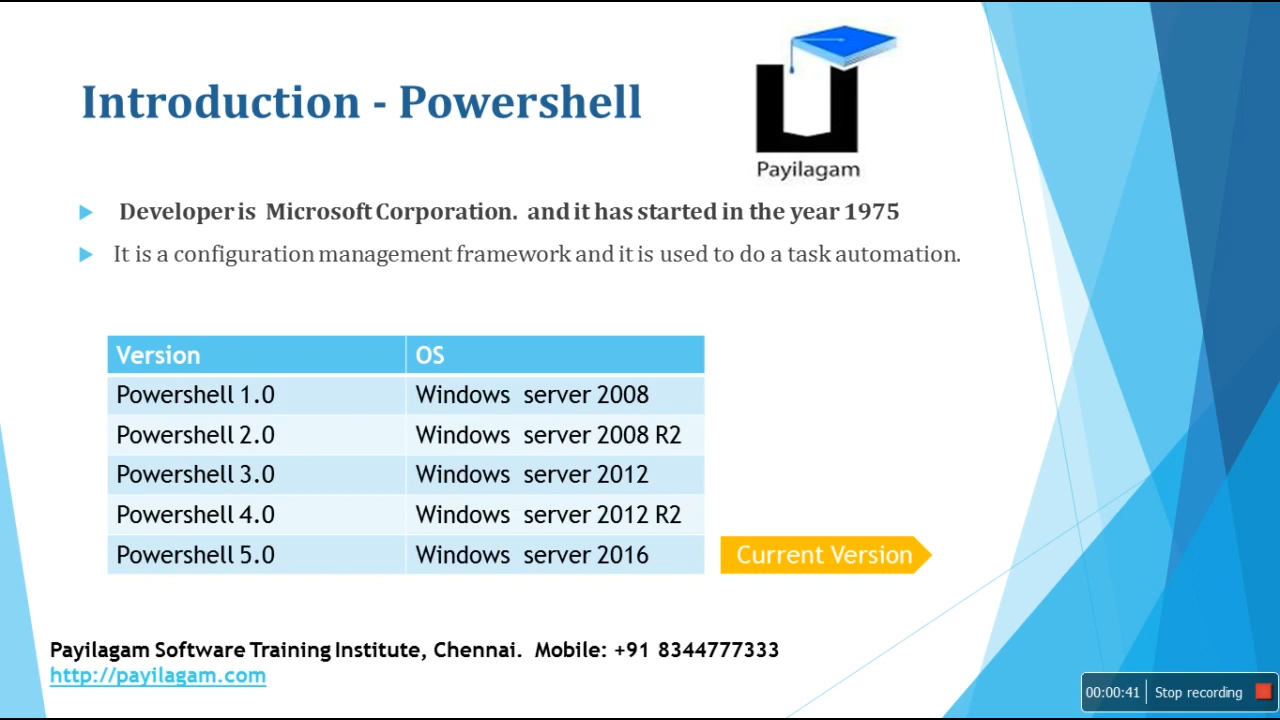 Introduction - Powershell
Payilagam
Developer is Microsoft Corporation. and it has started in the year 1975
It is a configuration management framework and it is used to do a task automation.
Version OS
Powershell 1.0 Windows server 2008
Powershell 2.0 Windows server 2008 R2
Powershell 3.0 Windows server 2012
Powershell 4.0 Windows server 2012 R2
Powershell 5.0 Windows server 2016 Current Version
Payilagam Software Training Institute, Chennai. Mobile: +91 8344777333
http://payilagam.com
00:00:41 Stop recording